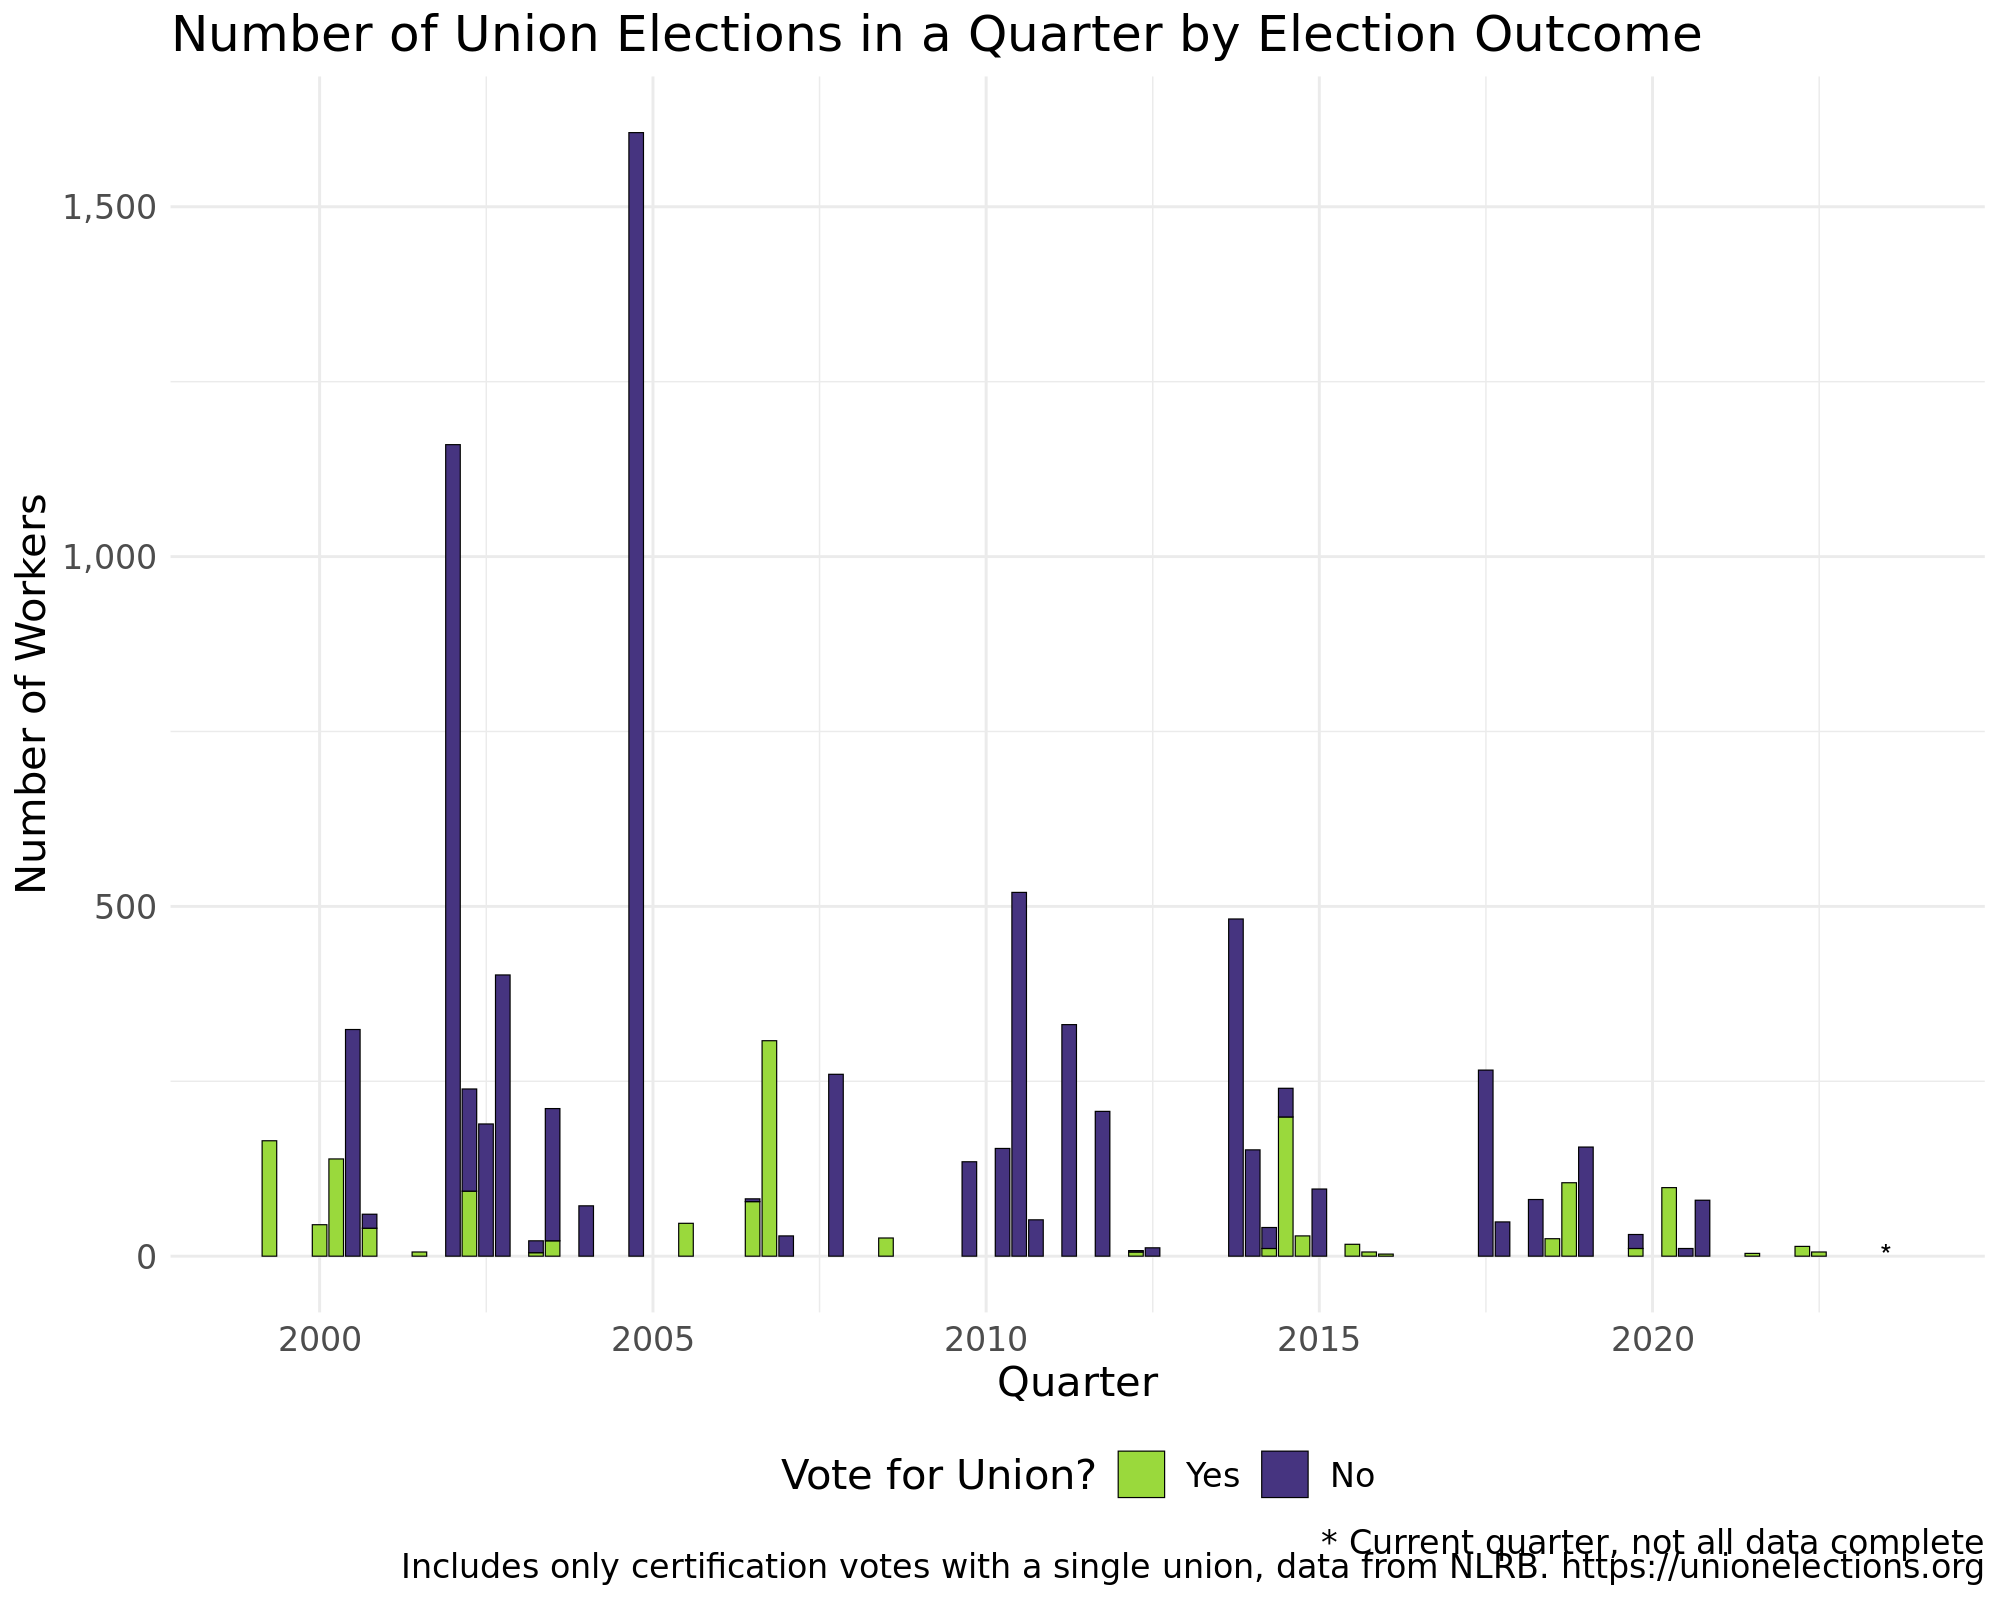 Number of Union Elections in a Quarter by Election Outcome
Number of Workers
1,500
1,000
500
0
*
2000 2005 2010 2015 2020
Quarter
Vote for Union? Yes No
* Current quarter, not all data complete
Includes only certification votes with a single union, data from NLRB. https://unionelections.org